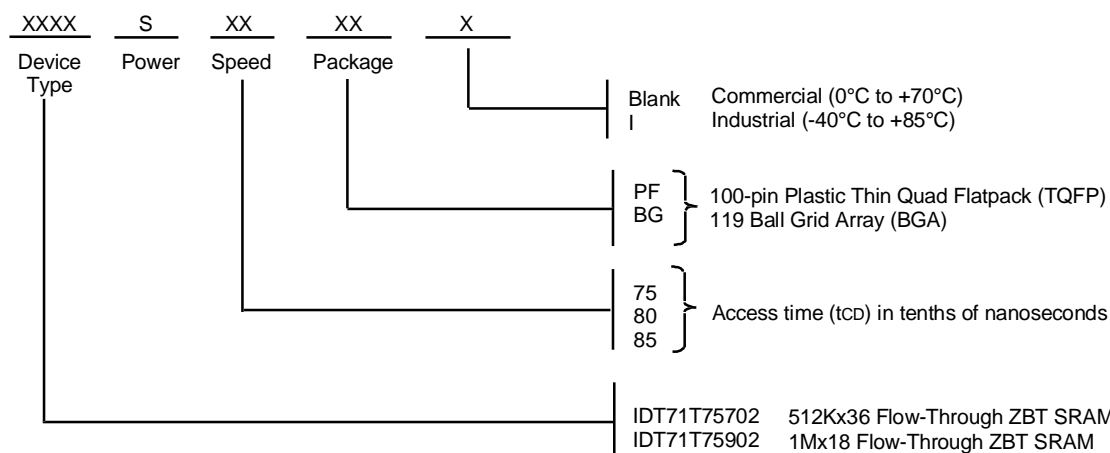 XXXX S XX XX X
Device Type Power Speed Package
Blank Commercial (0°C to +70°C)
I Industrial (-40°C to +85°C)
PF 100-pin Plastic Thin Quad Flatpack (TQFP)
BG 119 Ball Grid Array (BGA)
75
80 Access time (tCD) in tenths of nanoseconds
85
IDT71T75702 512Kx36 Flow-Through ZBT SRAM
IDT71T75902 1Mx18 Flow-Through ZBT SRAM